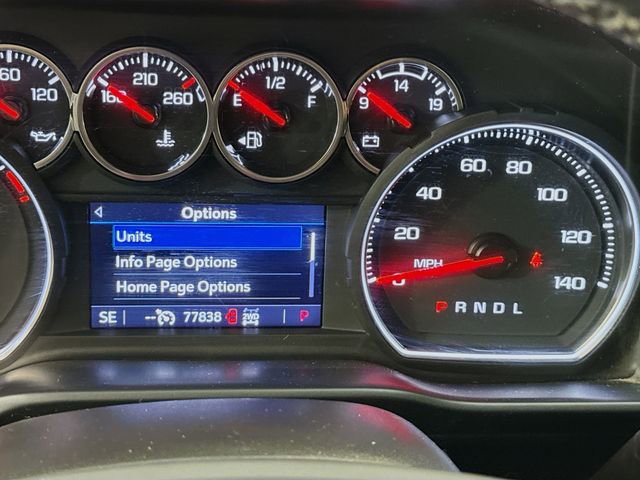 60 120
160 210 260
E 1/2 F
9 14 19
20 40 60 80 100 120 140
MPH
P R N D L
Options
Units
Info Page Options
Home Page Options
SE -- 77838 2WD P